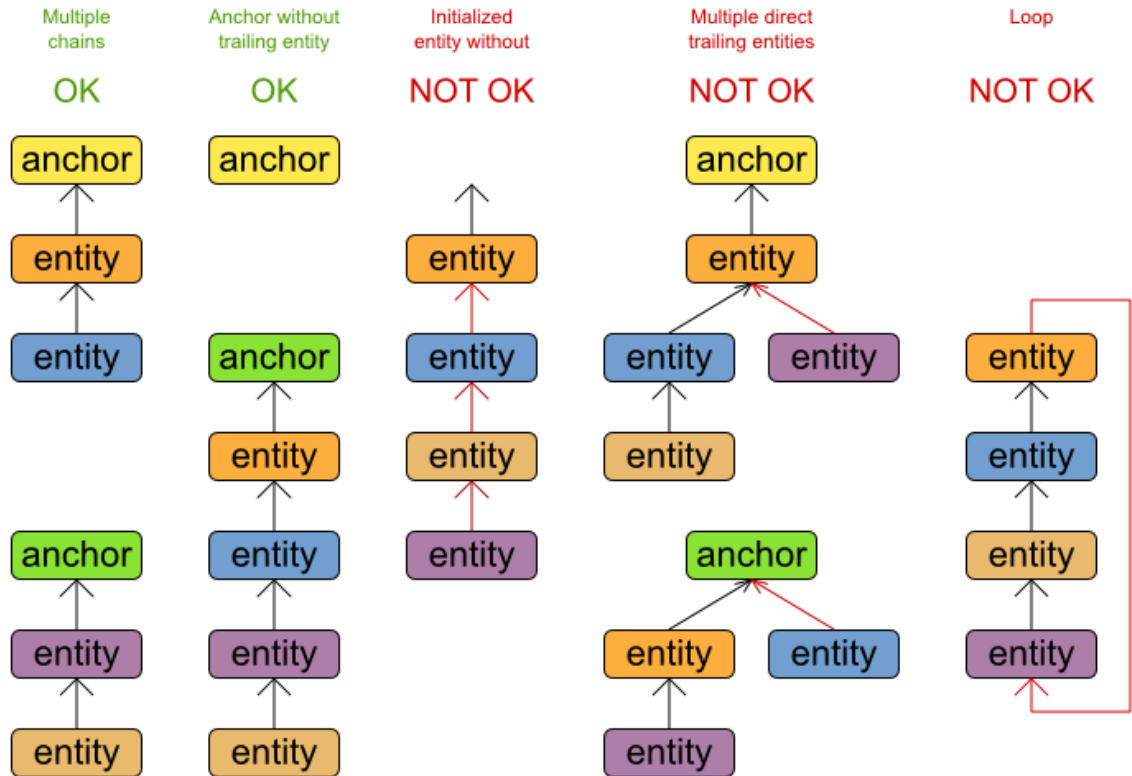 Multiple
chains
OK
anchor
entity
entity
anchor
entity
entity
Anchor without
trailing entity
OK
anchor
anchor
entity
entity
entity
entity
Initialized
entity without
NOT OK
entity
entity
entity
entity
Multiple direct
trailing entities
NOT OK
anchor
entity
entity
entity
entity
anchor
entity
entity
entity
Loop
NOT OK
entity
entity
entity
entity